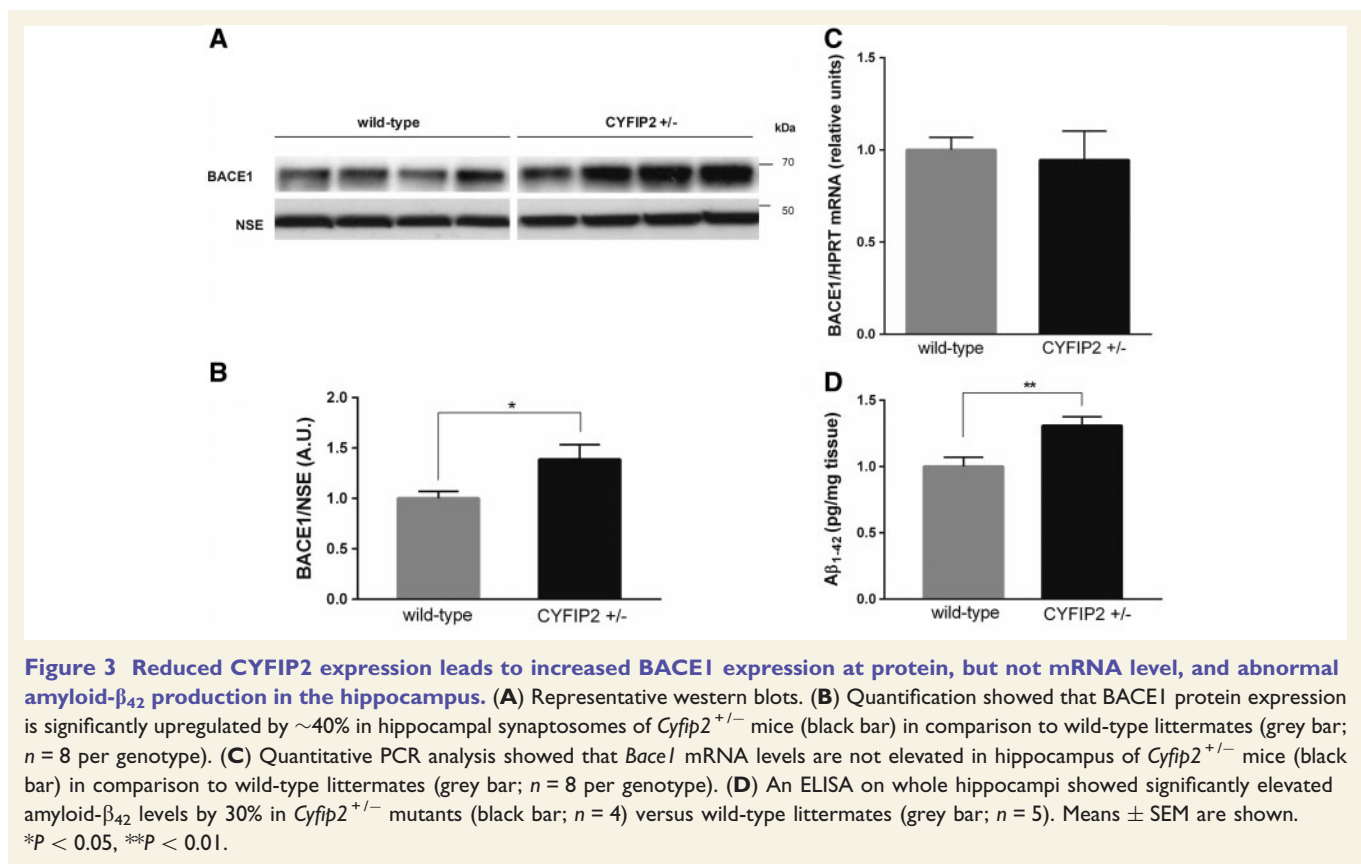 A
wild-type
CYFIP2 +/-
kDa
BACE1
70
50
NSE
B
BACE1/NSE (A.U.)
2.0
1.5
1.0
0.5
0.0
*
wild-type
CYFIP2 +/-
C
BACE1/HPRT mRNA (relative units)
1.5
1.0
0.5
0.0
wild-type
CYFIP2 +/-
D
Aβ1-42 (pg/mg tissue)
1.5
1.0
0.5
0.0
**
wild-type
CYFIP2 +/-
Figure 3 Reduced CYFIP2 expression leads to increased BACE1 expression at protein, but not mRNA level, and abnormal
amyloid-β42 production in the hippocampus. (A) Representative western blots. (B) Quantification showed that BACE1 protein expression
is significantly upregulated by ~40% in hippocampal synaptosomes of Cyfip2+/− mice (black bar) in comparison to wild-type littermates (grey bar;
n = 8 per genotype). (C) Quantitative PCR analysis showed that Bace1 mRNA levels are not elevated in hippocampus of Cyfip2+/− mice (black
bar) in comparison to wild-type littermates (grey bar; n = 8 per genotype). (D) An ELISA on whole hippocampi showed significantly elevated
amyloid-β42 levels by 30% in Cyfip2+/− mutants (black bar; n = 4) versus wild-type littermates (grey bar; n = 5). Means ± SEM are shown.
*P < 0.05, **P < 0.01.